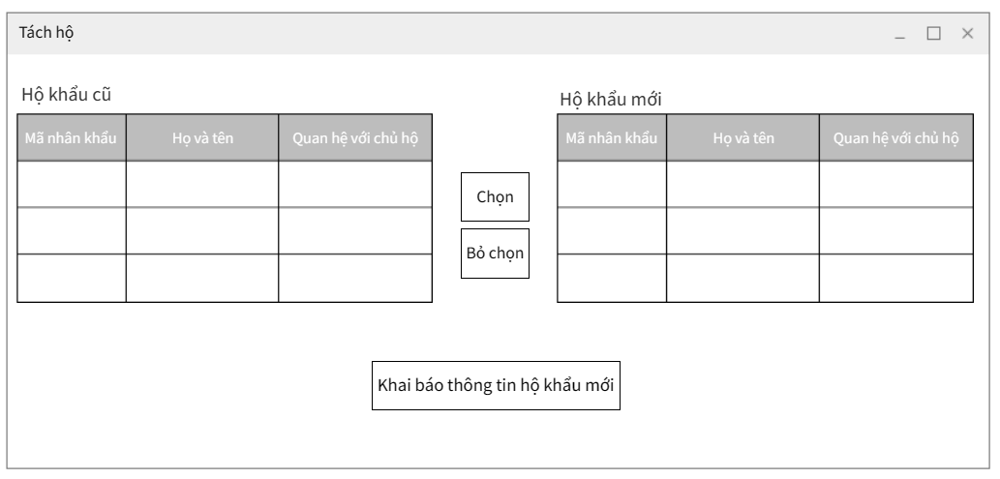 Tách hộ
Hộ khẩu cũ
Mã nhân khẩu Họ và tên Quan hệ với chủ hộ
Chọn
Bỏ chọn
Hộ khẩu mới
Mã nhân khẩu Họ và tên Quan hệ với chủ hộ
Khai báo thông tin hộ khẩu mới